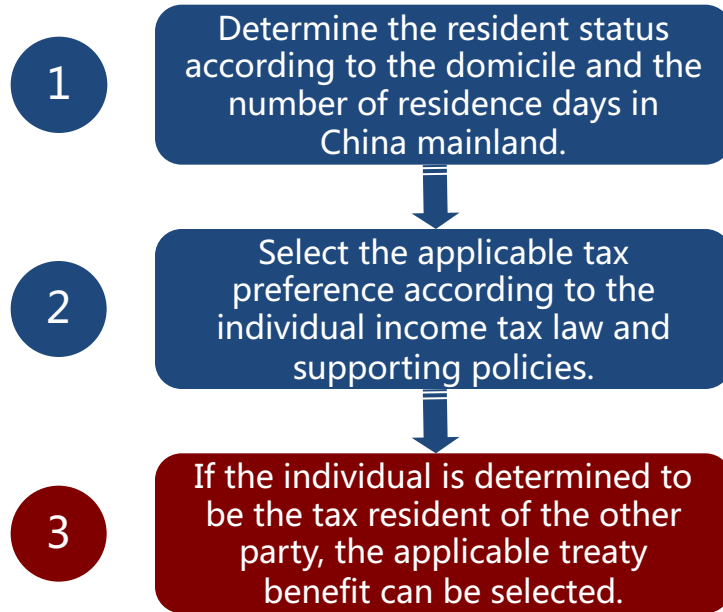 1
Determine the resident status
according to the domicile and the
number of residence days in
China mainland.
2
Select the applicable tax
preference according to the
individual income tax law and
supporting policies.
3
If the individual is determined to
be the tax resident of the other
party, the applicable treaty
benefit can be selected.